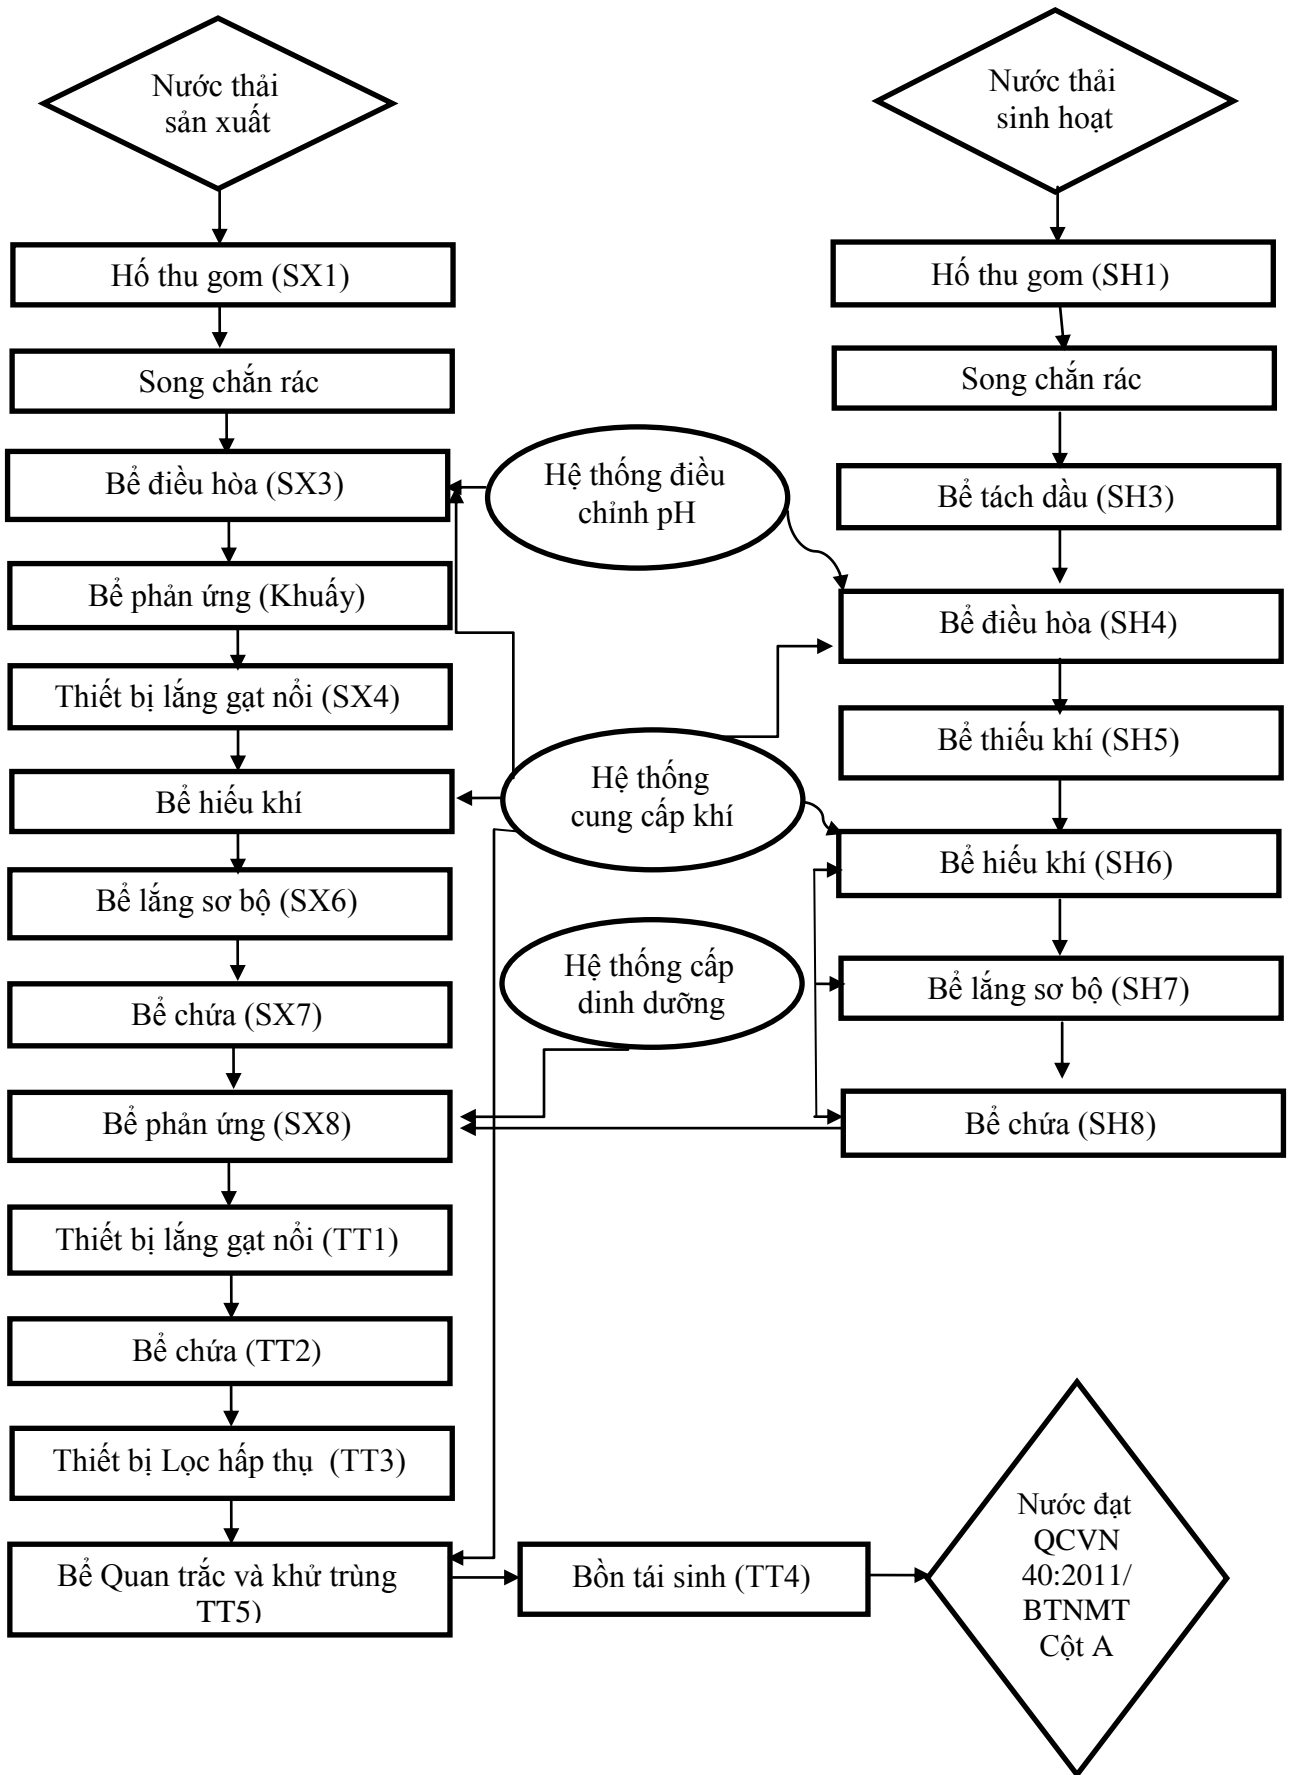 Nước thải
sản xuất
Hố thu gom (SX1)
Song chắn rác
Bể điều hòa (SX3)
Bể phản ứng (Khuấy)
Thiết bị lắng gạt nổi (SX4)
Bể hiếu khí
Bể lắng sơ bộ (SX6)
Bể chứa (SX7)
Bể phản ứng (SX8)
Thiết bị lắng gạt nổi (TT1)
Bể chứa (TT2)
Thiết bị Lọc hấp thụ (TT3)
Bể Quan trắc và khử trùng
TT5)
Hệ thống điều
chỉnh pH
Hệ thống
cung cấp khí
Hệ thống cấp
dinh dưỡng
Nước thải
sinh hoạt
Hố thu gom (SH1)
Song chắn rác
Bể tách dầu (SH3)
Bể điều hòa (SH4)
Bể thiếu khí (SH5)
Bể hiếu khí (SH6)
Bể lắng sơ bộ (SH7)
Bể chứa (SH8)
Bồn tái sinh (TT4)
Nước đạt
QCVN
40:2011/
BTNMT
Cột A